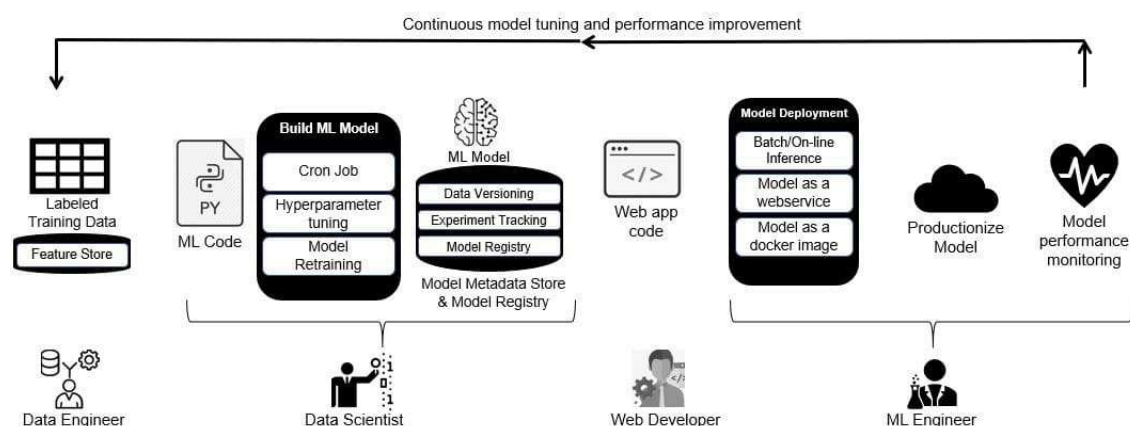 Continuous model tuning and performance improvement
Labeled
Training Data
Feature Store
PY
ML Code
Build ML Model
Cron Job
Hyperparameter
tuning
Model
Retraining
ML Model
Data Versioning
Experiment Tracking
Model Registry
Model Metadata Store
& Model Registry
</>
Web app
code
Model Deployment
Batch/On-line
Inference
Model as a
webservice
Model as a
docker image
Productionize
Model
Model
performance
monitoring
1
0
1
</>
Data Engineer
Data Scientist
Web Developer
ML Engineer